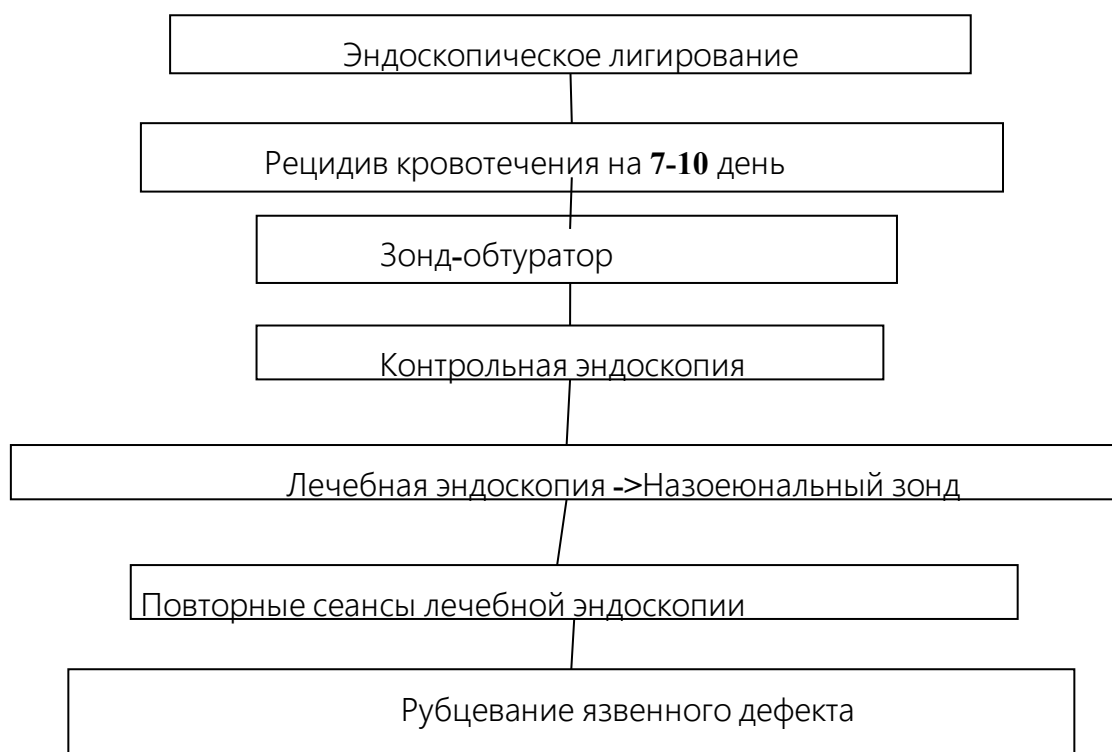 Эндоскопическое лигирование
Рецидив кровотечения на 7-10 день
Зонд-обтуратор
Контрольная эндоскопия
Лечебная эндоскопия ->Назоеюнальный зонд
Повторные сеансы лечебной эндоскопии
Рубцевание язвенного дефекта